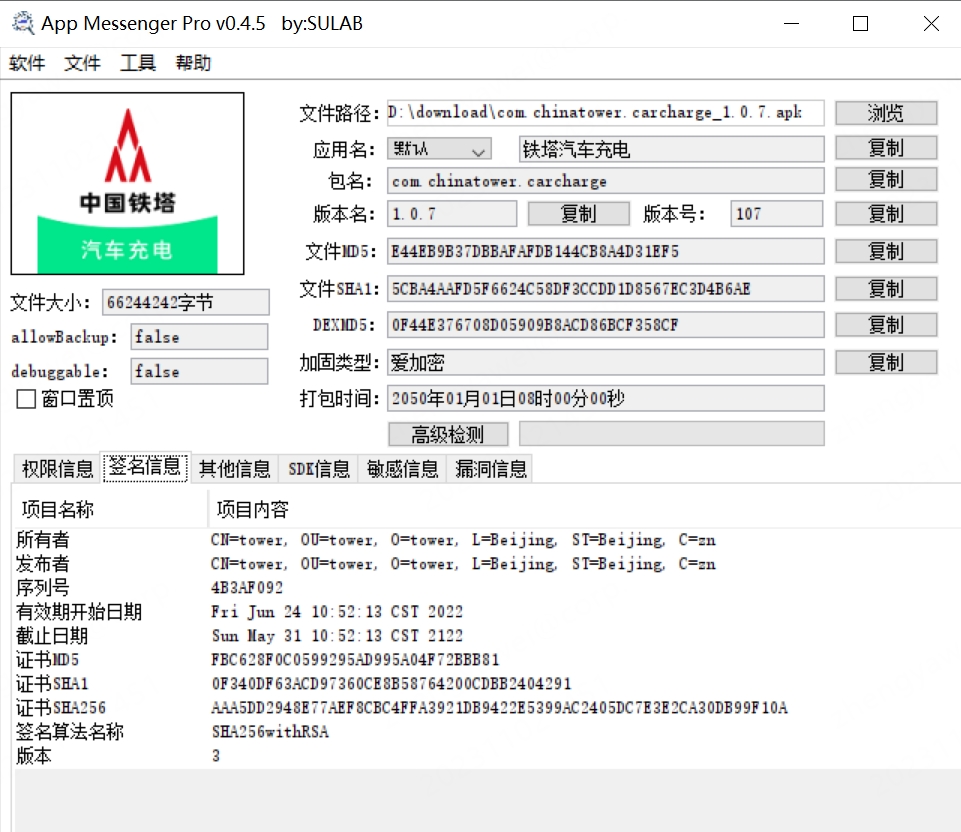 App Messenger Pro v0.4.5 by:SULAB
软件 文件 工具 帮助
中国铁塔
汽车充电
文件路径： D:\download\com.chinatower.carcharge_1.0.7.apk 浏览
应用名： 默认 铁塔汽车充电 复制
包名： com.chinatower.carcharge 复制
版本名： 1.0.7 复制 版本号： 107 复制
文件MD5： E44EB9B37DBBAFAFDB144CB8A4D31EF5 复制
文件大小： 66244242字节
文件SHA1： 5CBA4AAFD5F6624C58DF3CCDD1D8567EC3D4B6AE 复制
allowBackup： false
DEXMD5： 0F44E376708D05909B8ACD86BCF358CF 复制
debuggable： false
加固类型： 爱加密 复制
窗口置顶
打包时间： 2050年01月01日08时00分00秒
高级检测
权限信息 签名信息 其他信息 SDK信息 敏感信息 漏洞信息
项目名称 项目内容
所有者 CN=tower, OU=tower, O=tower, L=Beijing, ST=Beijing, C=zn
发布者 CN=tower, OU=tower, O=tower, L=Beijing, ST=Beijing, C=zn
序列号 4B3AF092
有效期开始日期 Fri Jun 24 10:52:13 CST 2022
截止日期 Sun May 31 10:52:13 CST 2122
证书MD5 FBC628F0C0599295AD995A04F72BBB81
证书SHA1 0F340DF63ACD97360CE8B58764200CDBB2404291
证书SHA256 AAA5DD2948E77AEF8CBC4FFA3921DB9422E5399AC2405DC7E3E2CA30DB99F10A
签名算法名称 SHA256withRSA
版本 3